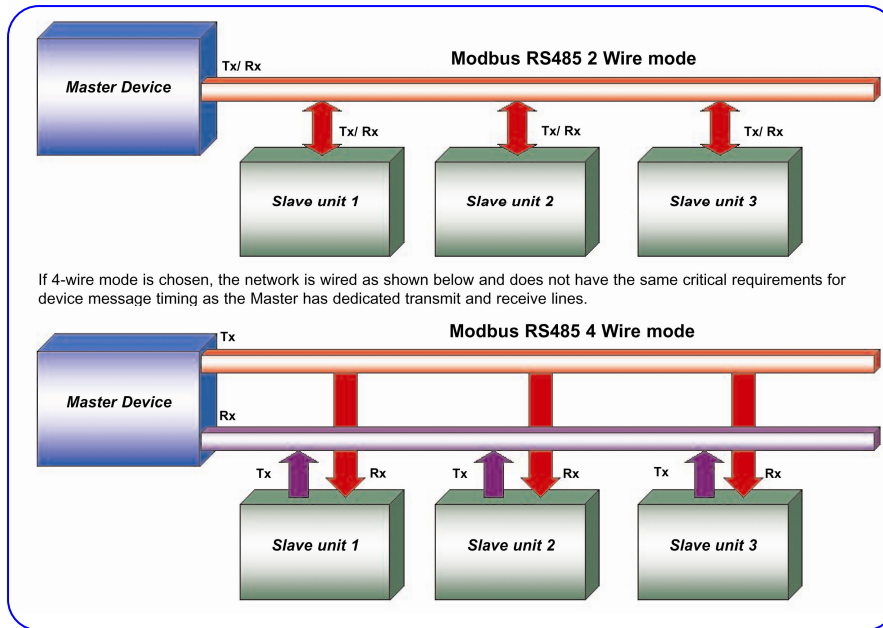 Modbus RS485 2 Wire mode
Tx/ Rx
Master Device
Tx/ Rx
Tx/ Rx
Tx/ Rx
Slave unit 1
Slave unit 2
Slave unit 3
If 4-wire mode is chosen, the network is wired as shown below and does not have the same critical requirements for
device message timing as the Master has dedicated transmit and receive lines.
Modbus RS485 4 Wire mode
Tx
Master Device
Rx
Tx
Rx
Tx
Rx
Tx
Rx
Slave unit 1
Slave unit 2
Slave unit 3